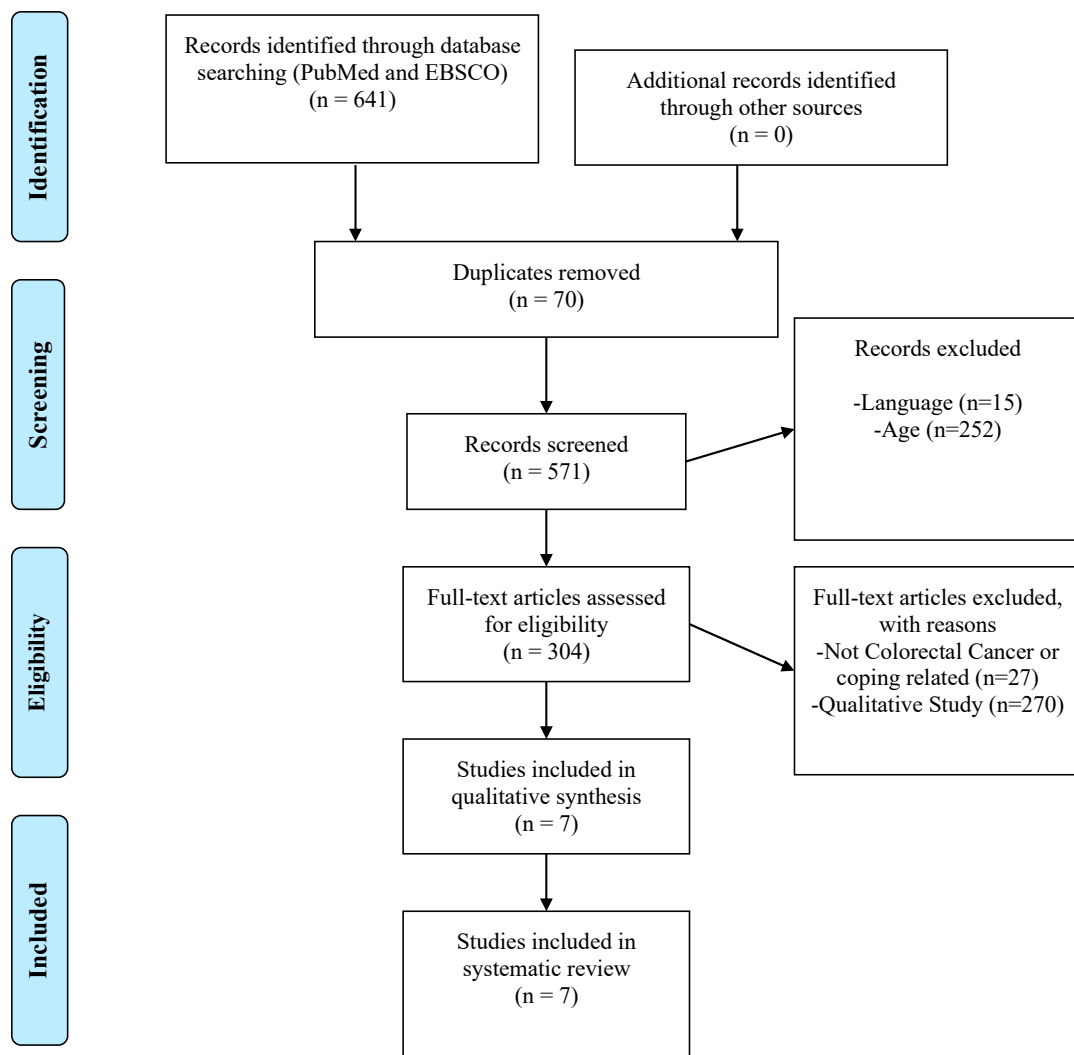 Identification
Records identified through database
searching (PubMed and EBSCO)
(n = 641)
Additional records identified
through other sources
(n = 0)
Duplicates removed
(n = 70)
Screening
Records screened
(n = 571)
Records excluded
-Language (n=15)
-Age (n=252)
Eligibility
Full-text articles assessed
for eligibility
(n = 304)
Full-text articles excluded,
with reasons
-Not Colorectal Cancer or
coping related (n=27)
-Qualitative Study (n=270)
Studies included in
qualitative synthesis
(n = 7)
Included
Studies included in
systematic review
(n = 7)